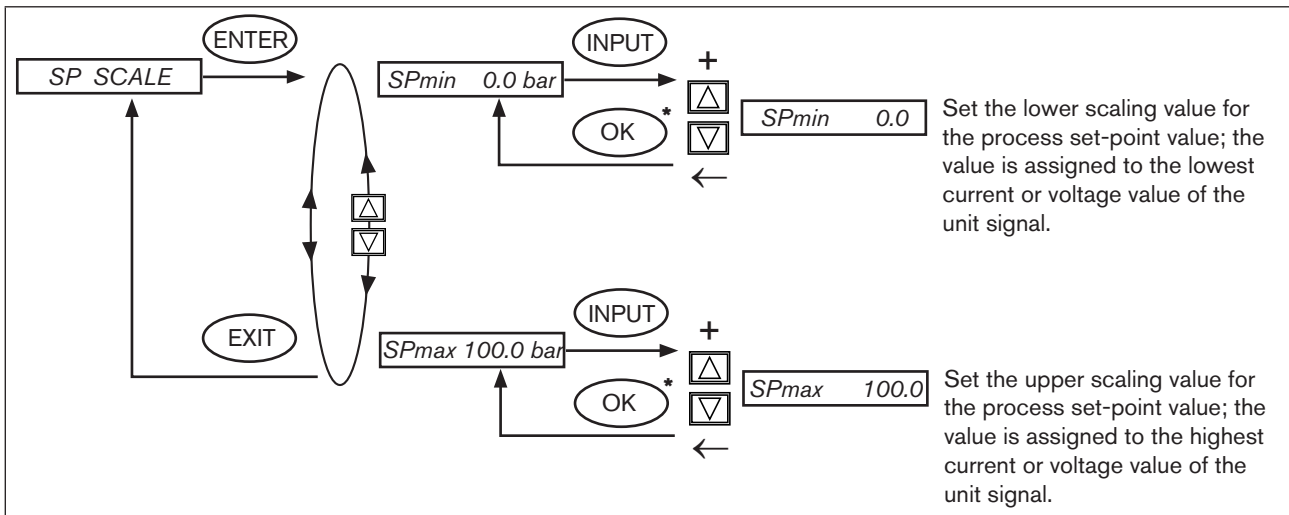 ENTER
SP SCALE
EXIT
SPmin 0.0 bar
INPUT
OK *
+
←
SPmin 0.0
Set the lower scaling value for
the process set-point value; the
value is assigned to the lowest
current or voltage value of the
unit signal.
SPmax 100.0 bar
INPUT
OK *
+
←
SPmax 100.0
Set the upper scaling value for
the process set-point value; the
value is assigned to the highest
current or voltage value of the
unit signal.